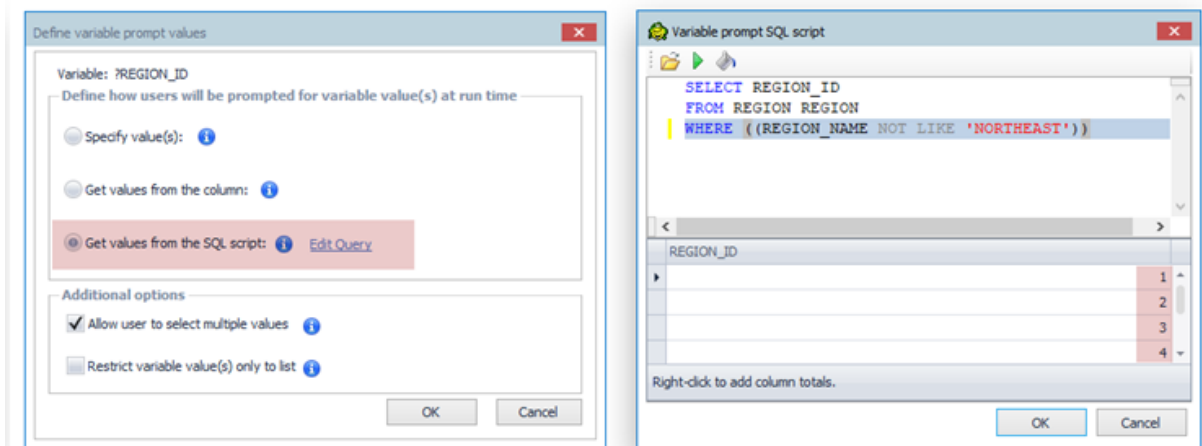 Define variable prompt values
Variable: ?REGION_ID
Define how users will be prompted for variable value(s) at run time
Specify value(s):
Get values from the column:
Get values from the SQL script: Edit Query
Additional options
Allow user to select multiple values
Restrict variable value(s) only to list
OK Cancel
Variable prompt SQL script
SELECT REGION_ID
FROM REGION REGION
WHERE ((REGION_NAME NOT LIKE 'NORTHEAST'))
REGION_ID
1
2
3
4
Right-click to add column totals.
OK Cancel